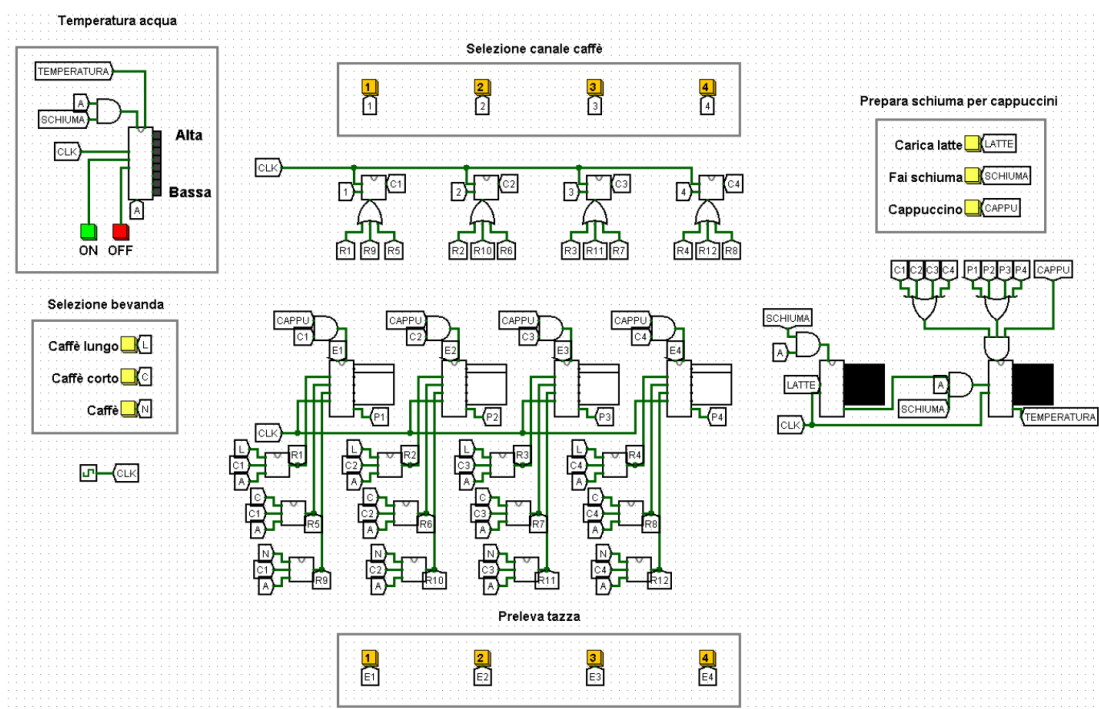 Temperatura acqua
TEMPERATURA
A
SCHIUMA
CLK
Alta
Bassa
A
ON OFF
Selezione canale caffè
1 2 3 4
1 2 3 4
CLK
1 C1 2 C2 3 C3 4 C4
R1 R9 R5 R2 R10 R6 R3 R11 R7 R4 R12 R8
Prepara schiuma per cappuccini
Carica latte LATTE
Fai schiuma SCHIUMA
Cappuccino CAPPU
Selezione bevanda
Caffè lungo L
Caffè corto C
Caffè N
CLK
CAPPU CAPPU CAPPU CAPPU
C1 C2 C3 C4
E1 E2 E3 E4
P1 P2 P3 P4
CLK
L R1 L R2 L R3 L R4
C1 C2 C3 C4
A A A A
C C C C
C1 R5 C2 R6 C3 R7 C4 R8
A A A A
N N N N
C1 C2 C3 C4
A R9 A R10 A R11 A R12
C1 C2 C3 C4 P1 P2 P3 P4 CAPPU
SCHIUMA
A
LATTE A
SCHIUMA
CLK TEMPERATURA
Preleva tazza
1 2 3 4
E1 E2 E3 E4